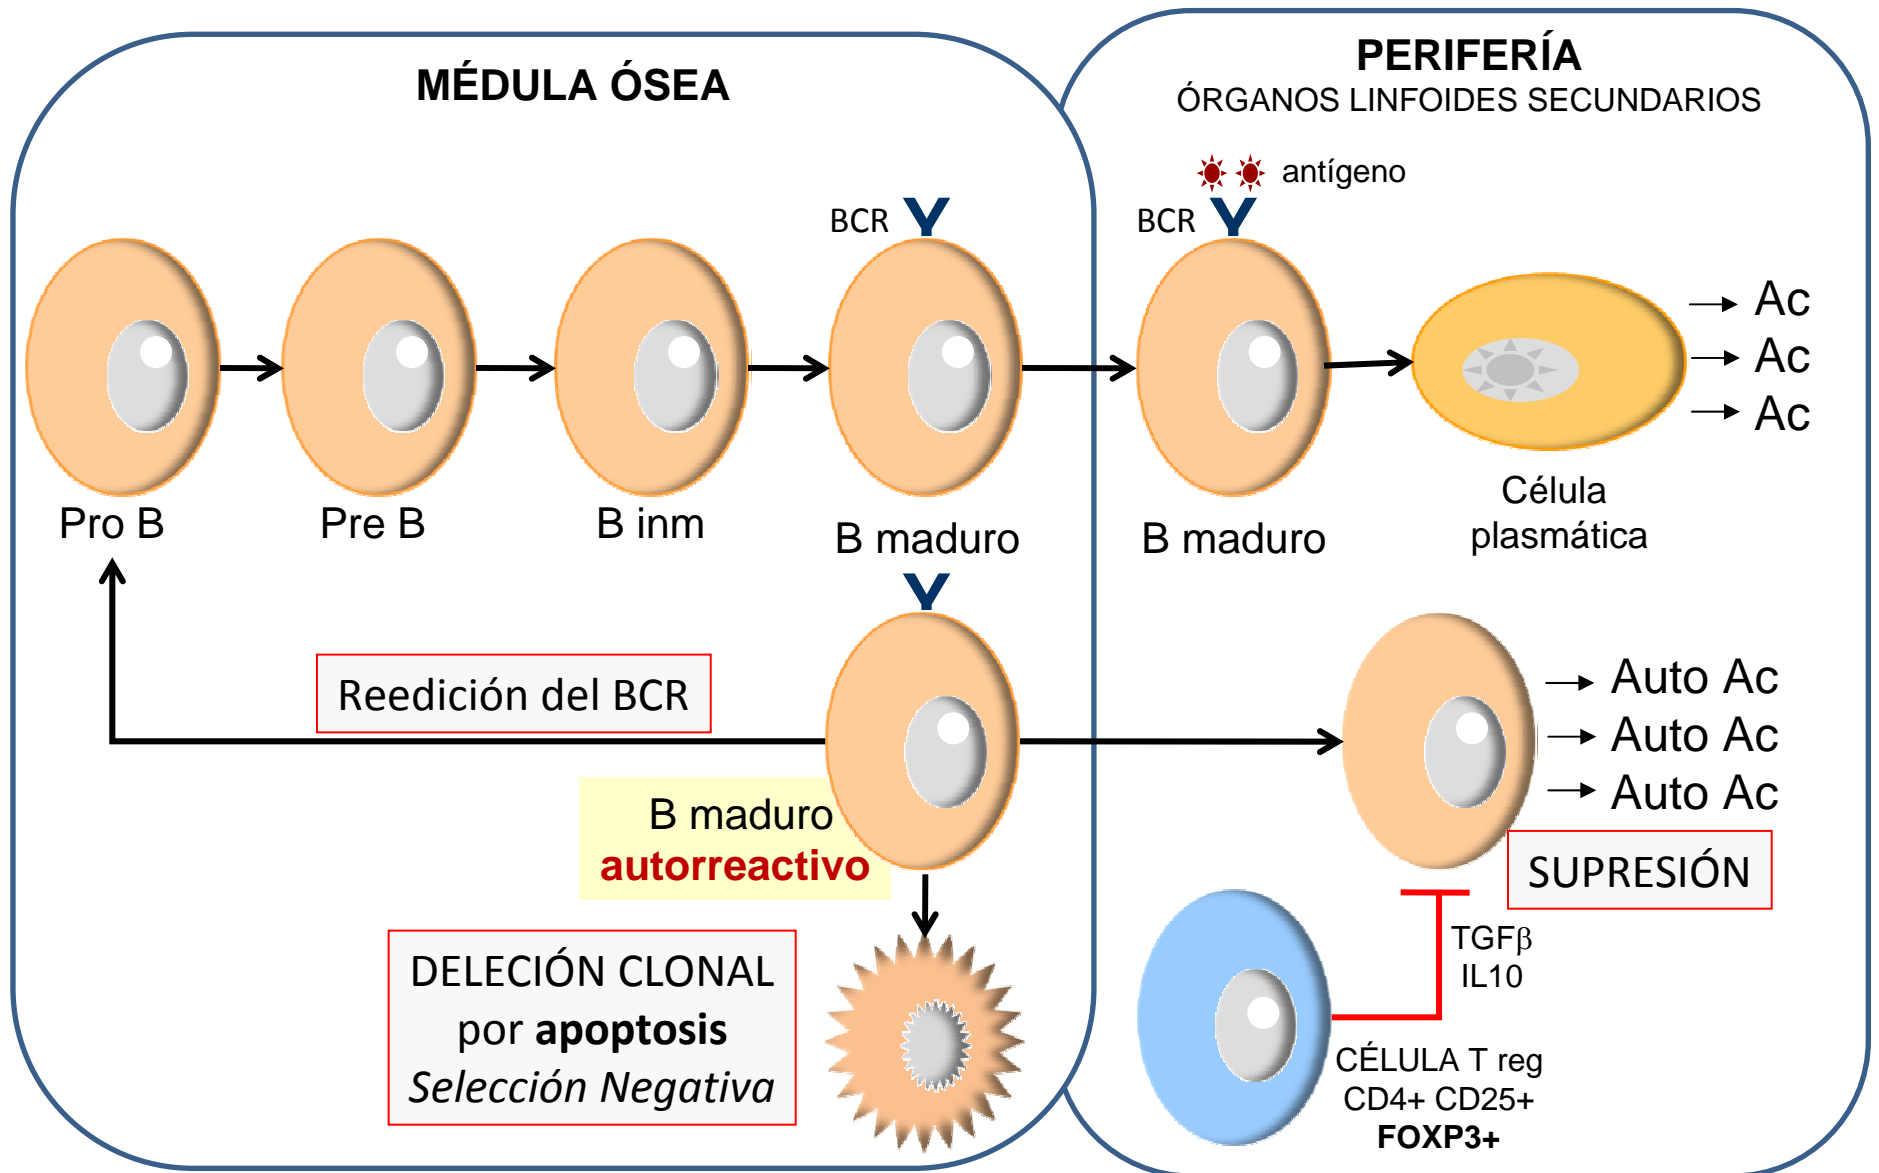 MÉDULA ÓSEA
PERIFERÍA
ÓRGANOS LINFOIDES SECUNDARIOS
antígeno
BCR
BCR
Ac
Ac
Ac
Pro B
Pre B
B inm
B maduro
B maduro
Célula
plasmática
Reedición del BCR
B maduro
autorreactivo
Auto Ac
Auto Ac
Auto Ac
SUPRESIÓN
DELECIÓN CLONAL
por apoptosis
Selección Negativa
TGFβ
IL10
CÉLULA T reg
CD4+ CD25+
FOXP3+